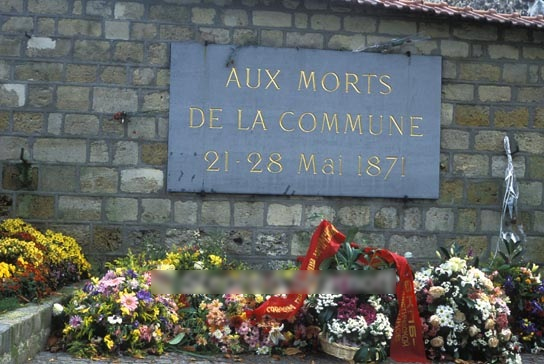 AUX MORTS
DE LA COMMUNE
21-28 Mai 1871